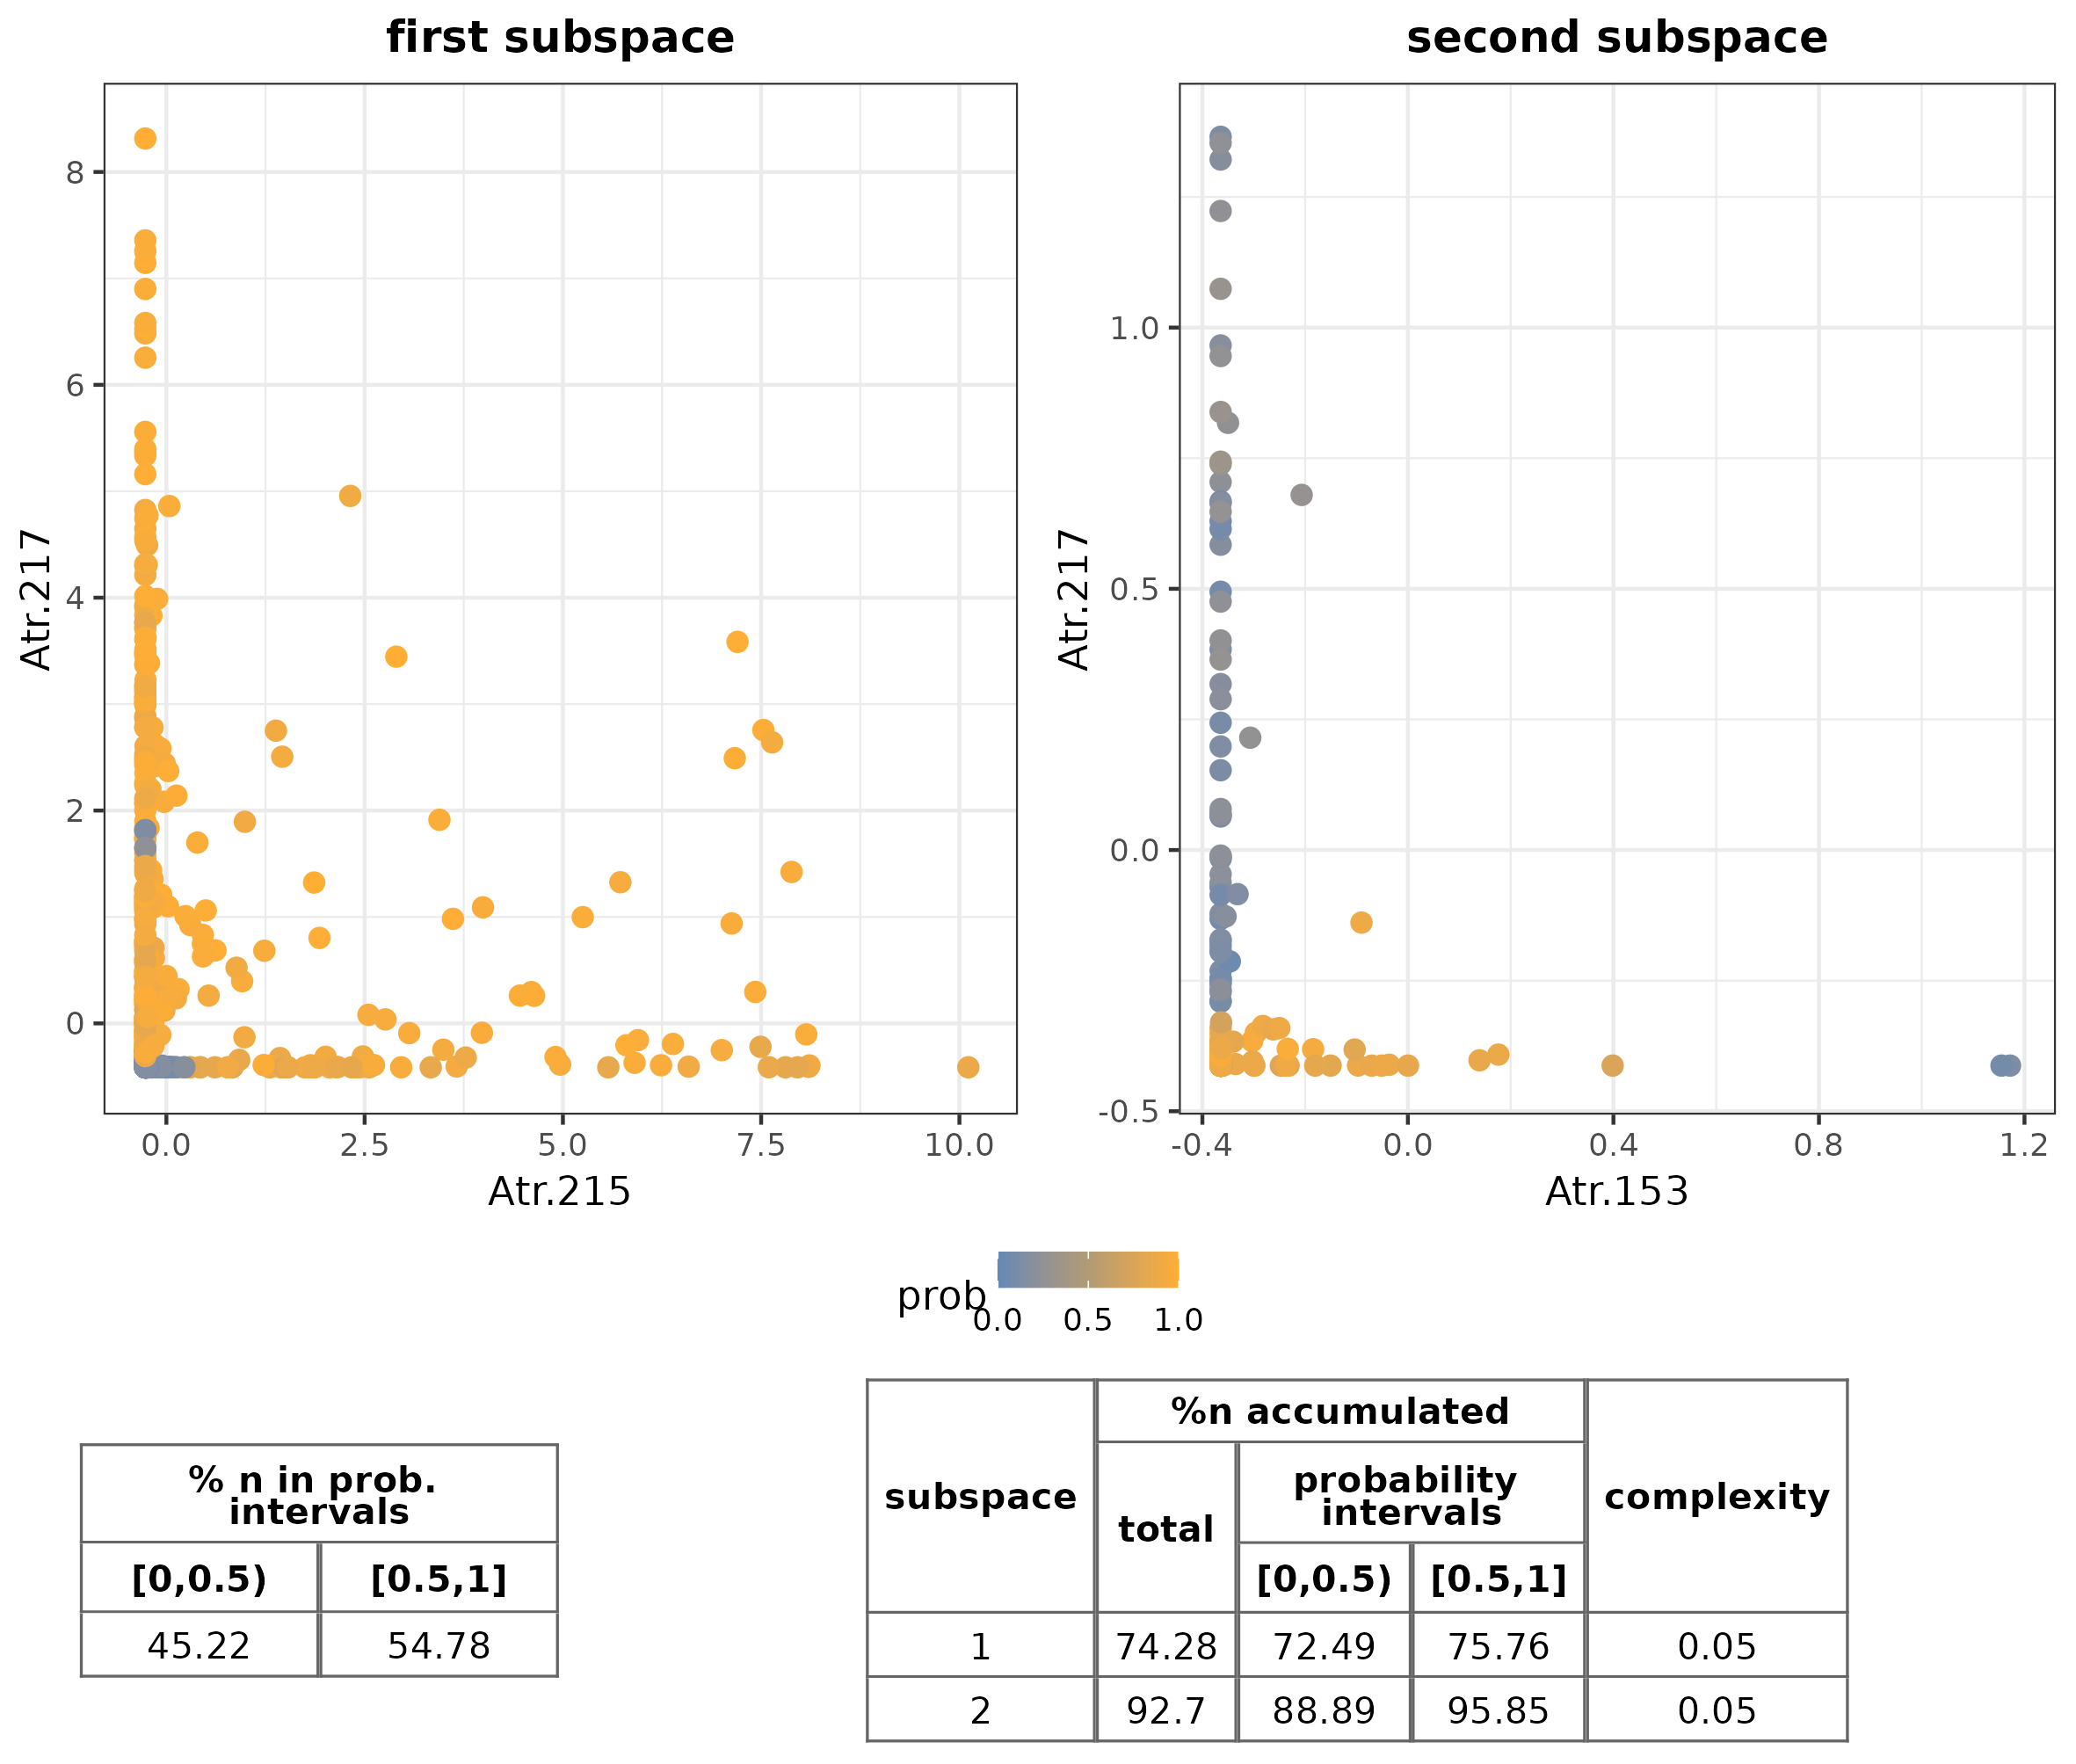 first subspace
second subspace
8
6
4
2
0
Atr.217
0.0 2.5 5.0 7.5 10.0
Atr.215
1.0
0.5
0.0
-0.5
Atr.217
-0.4 0.0 0.4 0.8 1.2
Atr.153
prob
0.0 0.5 1.0
% n in prob.
intervals
[0,0.5) [0.5,1]
45.22 54.78
%n accumulated
subspace
total
probability
intervals
complexity
[0,0.5) [0.5,1]
1 74.28 72.49 75.76 0.05
2 92.7 88.89 95.85 0.05